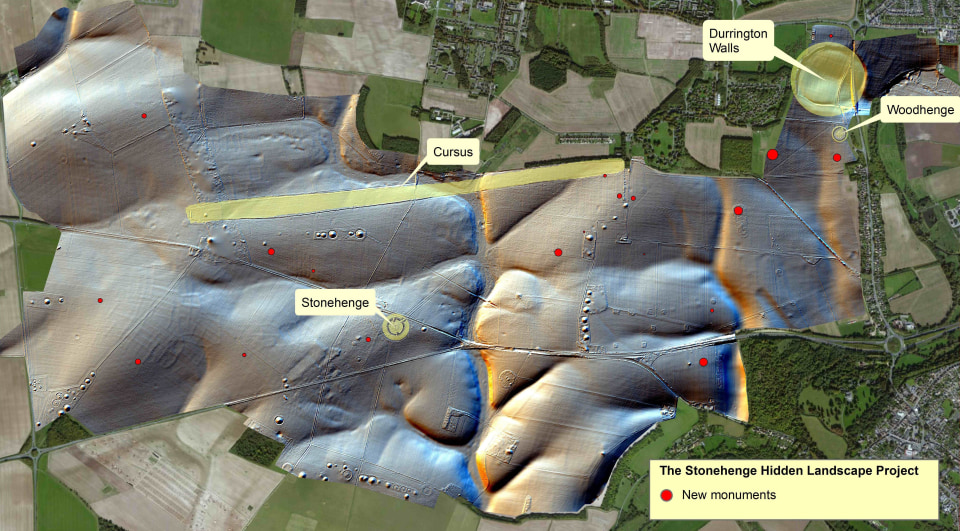 Durrington
Walls
Woodhenge
Cursus
Stonehenge
The Stonehenge Hidden Landscape Project
New monuments